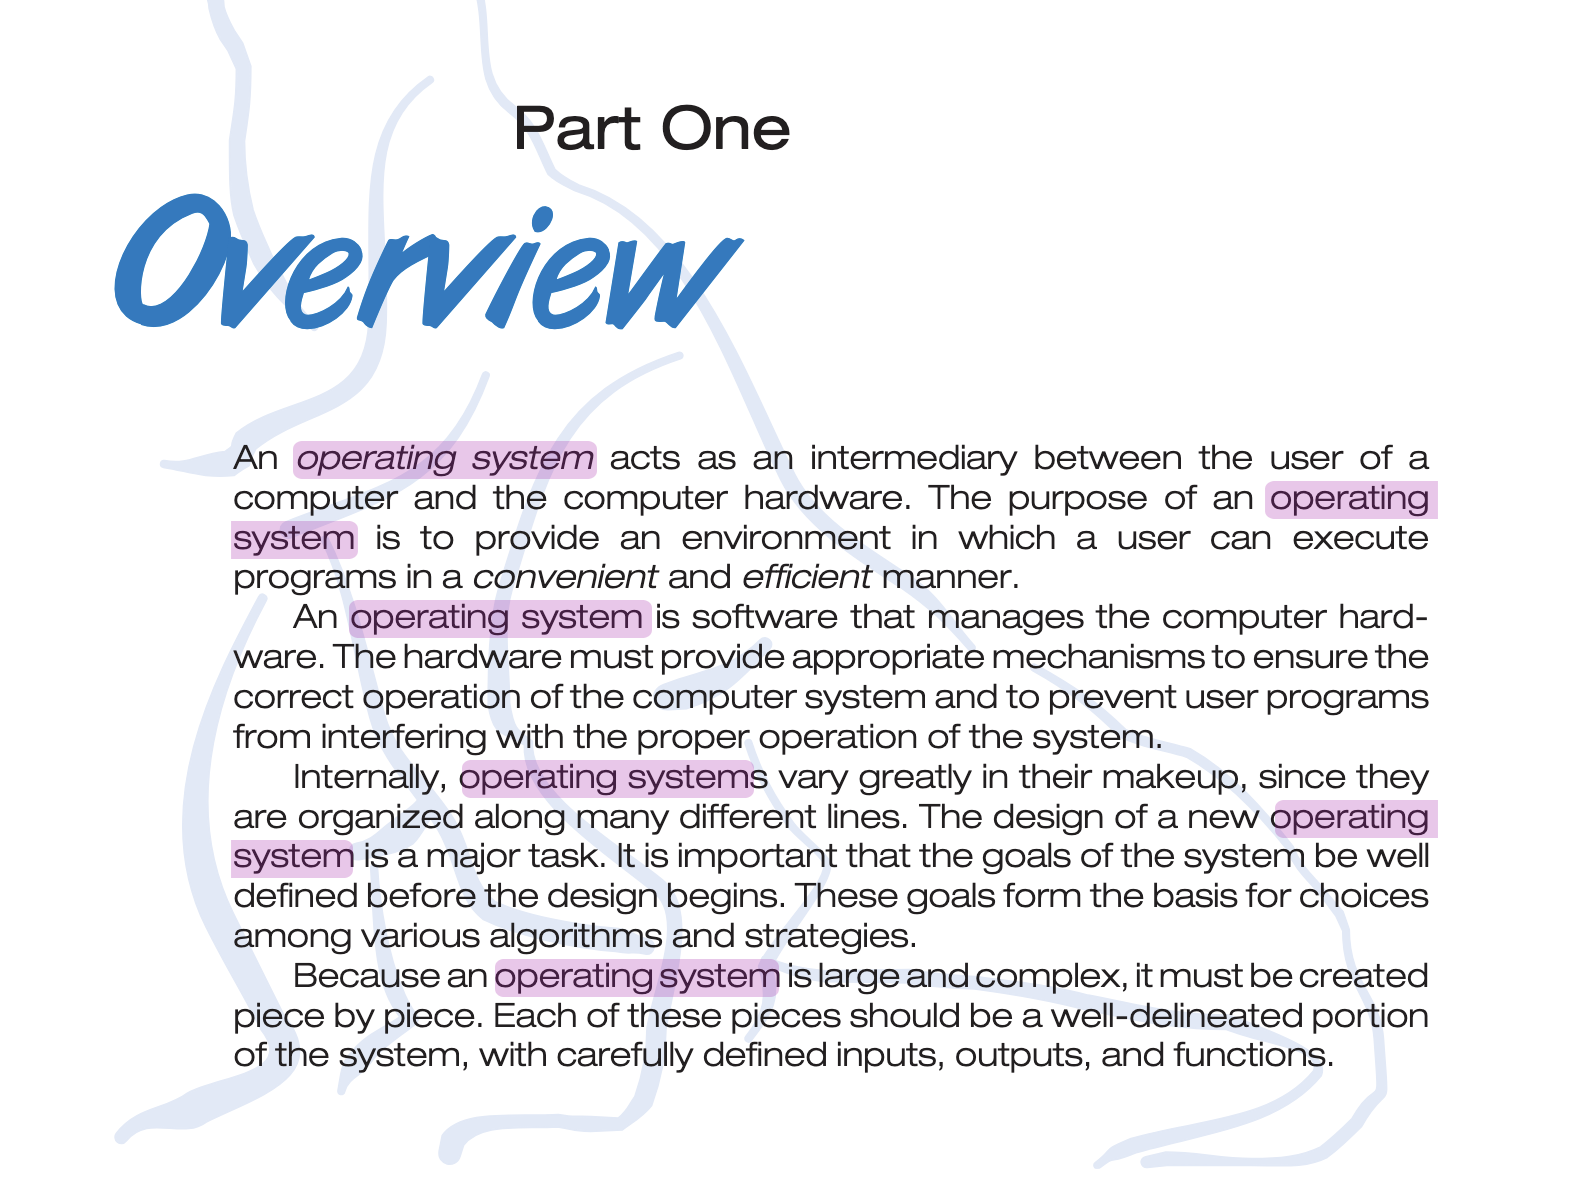 Part One
Overview
An operating system acts as an intermediary between the user of a
computer and the computer hardware. The purpose of an operating
system is to provide an environment in which a user can execute
programs in a convenient and efficient manner.
An operating system is software that manages the computer hard-
ware. The hardware must provide appropriate mechanisms to ensure the
correct operation of the computer system and to prevent user programs
from interfering with the proper operation of the system.
Internally, operating systems vary greatly in their makeup, since they
are organized along many different lines. The design of a new operating
system is a major task. It is important that the goals of the system be well
defined before the design begins. These goals form the basis for choices
among various algorithms and strategies.
Because an operating system is large and complex, it must be created
piece by piece. Each of these pieces should be a well-delineated portion
of the system, with carefully defined inputs, outputs, and functions.